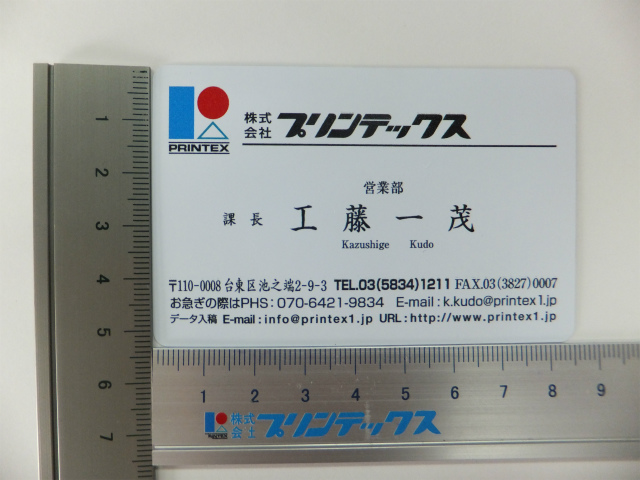 PRINTEX
株式会社 プリンテックス
営業部
課長 工藤一茂
Kazushige Kudo
〒110-0008 台東区池之端2-9-3 TEL.03(5834)1211 FAX.03(3827)0007
お急ぎの際はPHS:070-6421-9834 E-mail:k.kudo@printex1.jp
データ入稿 E-mail:info@printex1.jp URL:http://www.printex1.jp
1 2 3 4 5 6 7
1 2 3 4 5 6 7 8 9
PRINTEX 株式会社 プリンテックス